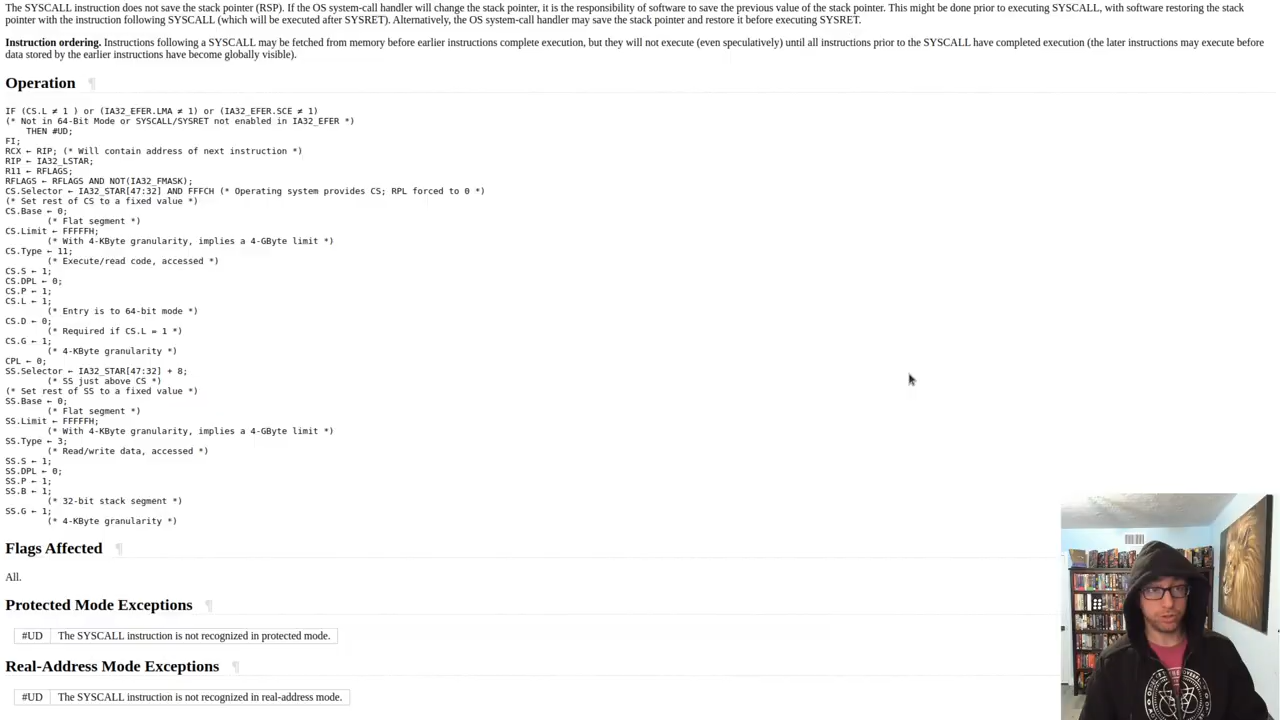 The SYSCALL instruction does not save the stack pointer (RSP). If the OS system-call handler will change the stack pointer, it is the responsibility of software to save the previous value of the stack pointer. This might be done prior to executing SYSCALL, with software restoring the stack
pointer with the instruction following SYSCALL (which will be executed after SYSRET). Alternatively, the OS system-call handler may save the stack pointer and restore it before executing SYSRET.
Instruction ordering. Instructions following a SYSCALL may be fetched from memory before earlier instructions complete execution, but they will not execute (even speculatively) until all instructions prior to the SYSCALL have completed execution (the later instructions may execute before
data stored by the earlier instructions have become globally visible).
Operation ¶
IF (CS.L ≠ 1 ) or (IA32_EFER.LMA ≠ 1) or (IA32_EFER.SCE ≠ 1)
(* Not in 64-Bit Mode or SYSCALL/SYSRET not enabled in IA32_EFER *)
THEN #UD;
FI;
RCX ← RIP; (* Will contain address of next instruction *)
RIP ← IA32_LSTAR;
R11 ← RFLAGS;
RFLAGS ← RFLAGS AND NOT(IA32_FMASK);
CS.Selector ← IA32_STAR[47:32] AND FFFCH (* Operating system provides CS; RPL forced to 0 *)
(* Set rest of CS to a fixed value *)
CS.Base ← 0;
(* Flat segment *)
CS.Limit ← FFFFFH;
(* With 4-KByte granularity, implies a 4-GByte limit *)
CS.Type ← 11;
(* Execute/read code, accessed *)
CS.S ← 1;
CS.DPL ← 0;
CS.P ← 1;
CS.L ← 1;
(* Entry is to 64-bit mode *)
CS.D ← 0;
(* Required if CS.L = 1 *)
CS.G ← 1;
(* 4-KByte granularity *)
CPL ← 0;
SS.Selector ← IA32_STAR[47:32] + 8;
(* SS just above CS *)
(* Set rest of SS to a fixed value *)
SS.Base ← 0;
(* Flat segment *)
SS.Limit ← FFFFFH;
(* With 4-KByte granularity, implies a 4-GByte limit *)
SS.Type ← 3;
(* Read/write data, accessed *)
SS.S ← 1;
SS.DPL ← 0;
SS.P ← 1;
SS.B ← 1;
(* 32-bit stack segment *)
SS.G ← 1;
(* 4-KByte granularity *)
Flags Affected ¶
All.
Protected Mode Exceptions ¶
#UD The SYSCALL instruction is not recognized in protected mode.
Real-Address Mode Exceptions ¶
#UD The SYSCALL instruction is not recognized in real-address mode.